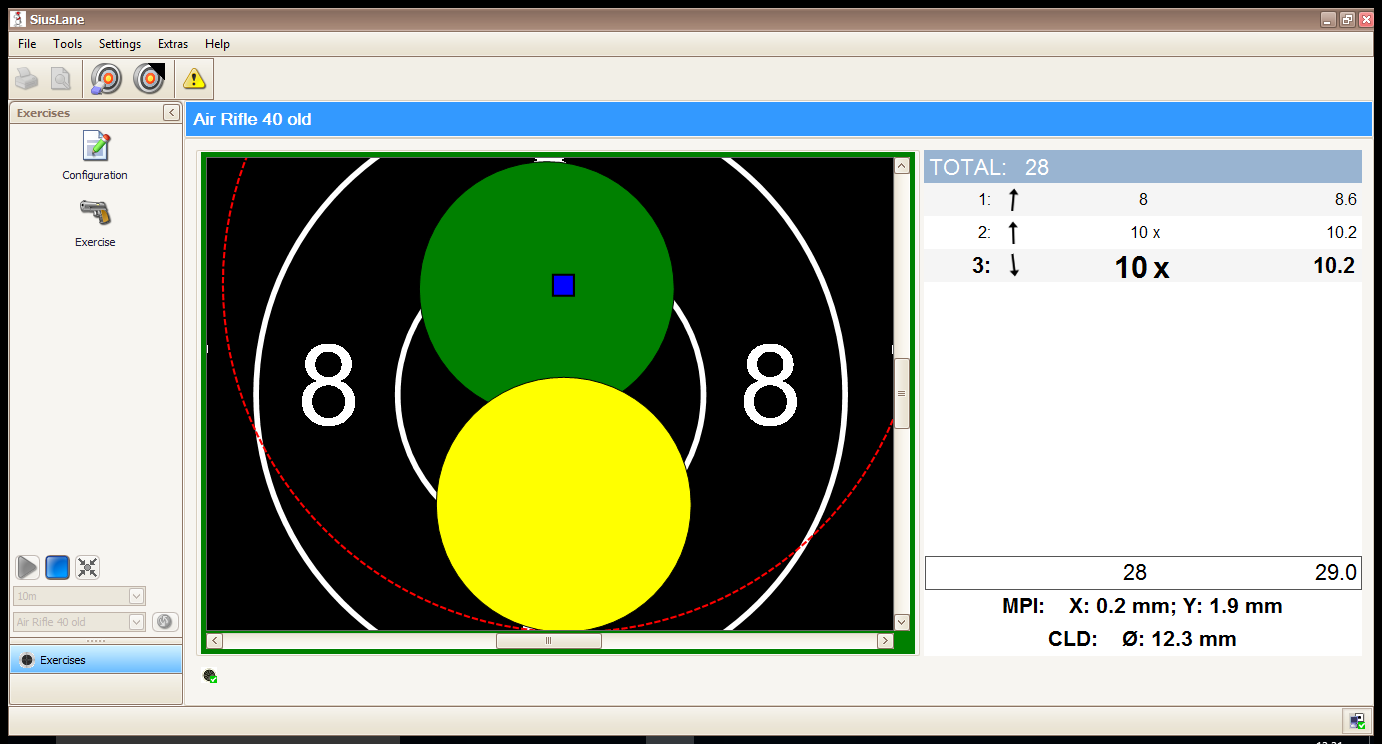 SiusLane
File Tools Settings Extras Help
Exercises
Configuration
Exercise
10m
Air Rifle 40 old
Exercises
Air Rifle 40 old
8 8
TOTAL: 28
1: 8 8.6
2: 10 x 10.2
3: 10 x 10.2
28 29.0
MPI: X: 0.2 mm; Y: 1.9 mm
CLD: Ø: 12.3 mm